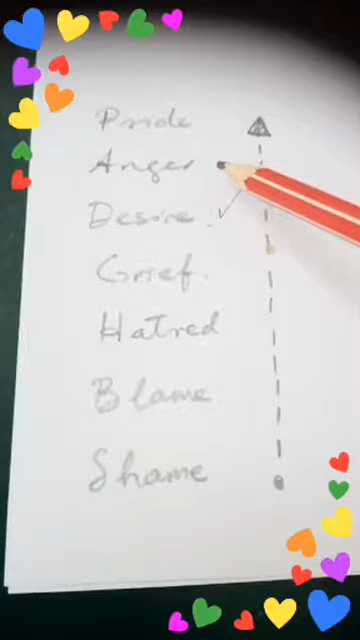 Pride
Anger
Desire.
Grief.
Hatred
Blame
Shame